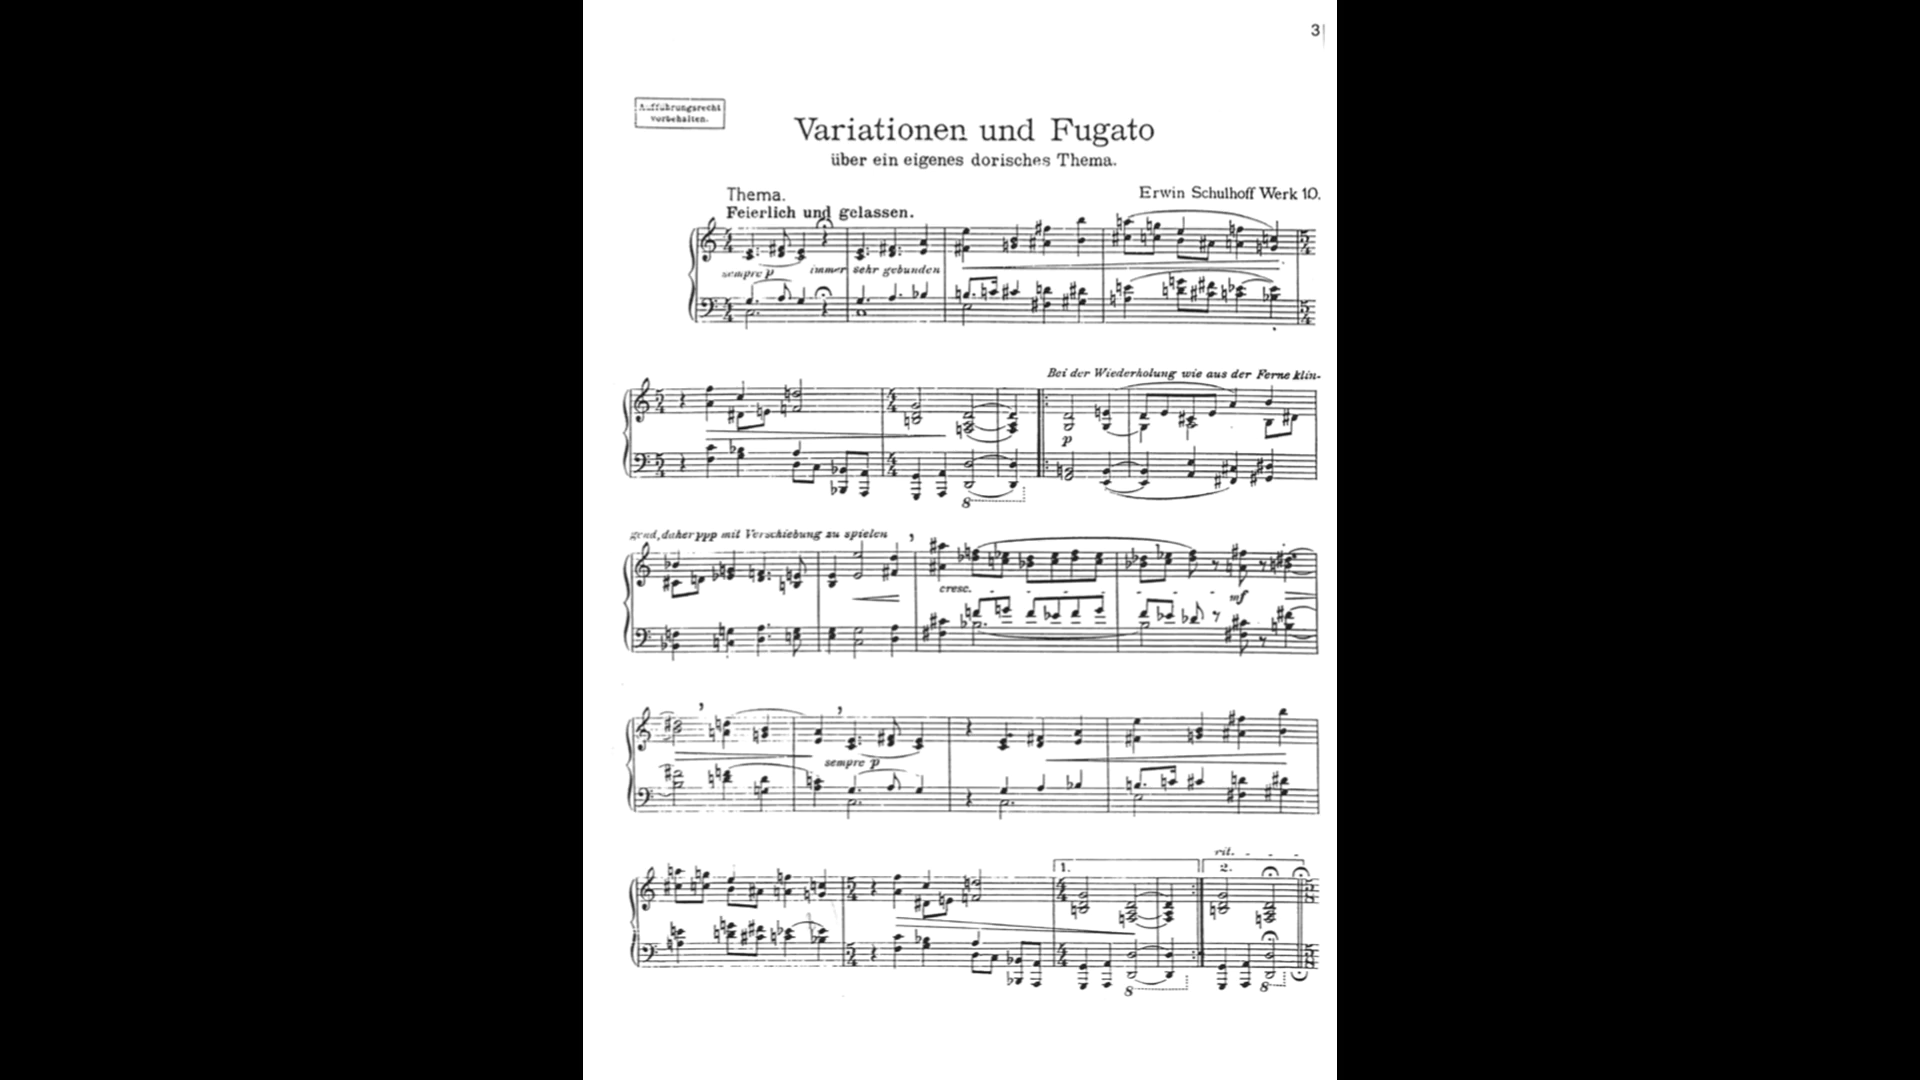 3
Aufführungsrecht
vorbehalten.
Variationen und Fugato
über ein eigenes dorisches Thema.
Thema.
Erwin Schulhoff Werk 10.
Feierlich und gelassen.
sempre p immer sehr gebunden
Bei der Wiederholung wie aus der Ferne klin-
p
8
gend, daher ppp mit Verschiebung zu spielen
cresc. - - - - - - - mf
sempre p
rit. - - -
1. 2.
8 8